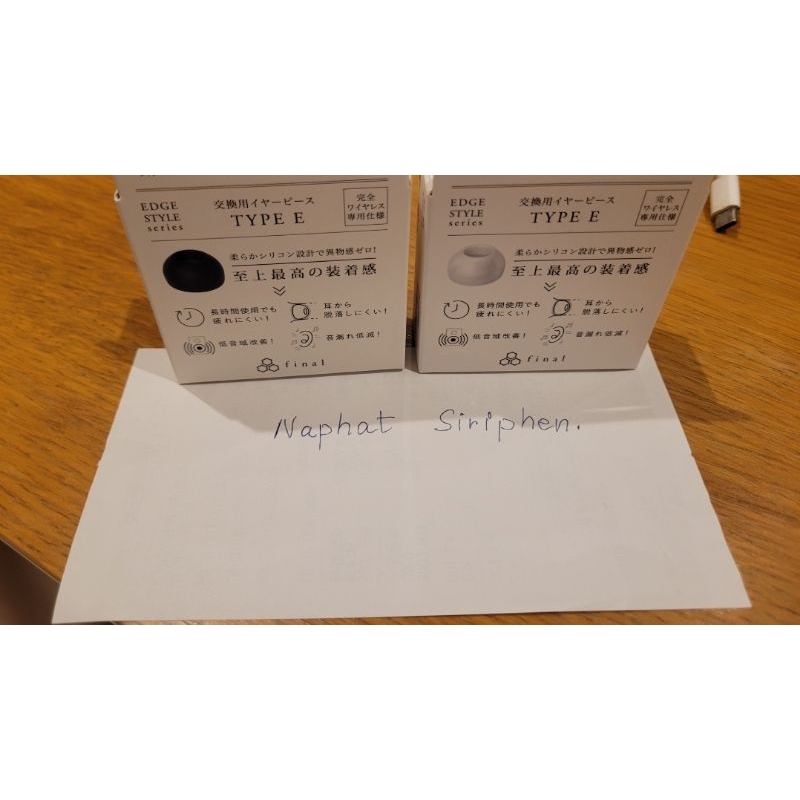 EDGE
STYLE
series
交換用イヤーピース
TYPE E
完全
ワイヤレス
専用仕様
柔らかシリコン設計で異物感ゼロ!
至上最高の装着感
長時間使用でも
疲れにくい!
耳から
脱落しにくい!
低音域改善!
音漏れ低減!
final
EDGE
STYLE
series
交換用イヤーピース
TYPE E
完全
ワイヤレス
専用仕様
柔らかシリコン設計で異物感ゼロ!
至上最高の装着感
長時間使用でも
疲れにくい!
耳から
脱落しにくい!
低音域改善!
音漏れ低減!
final
Naphat Siriphen.